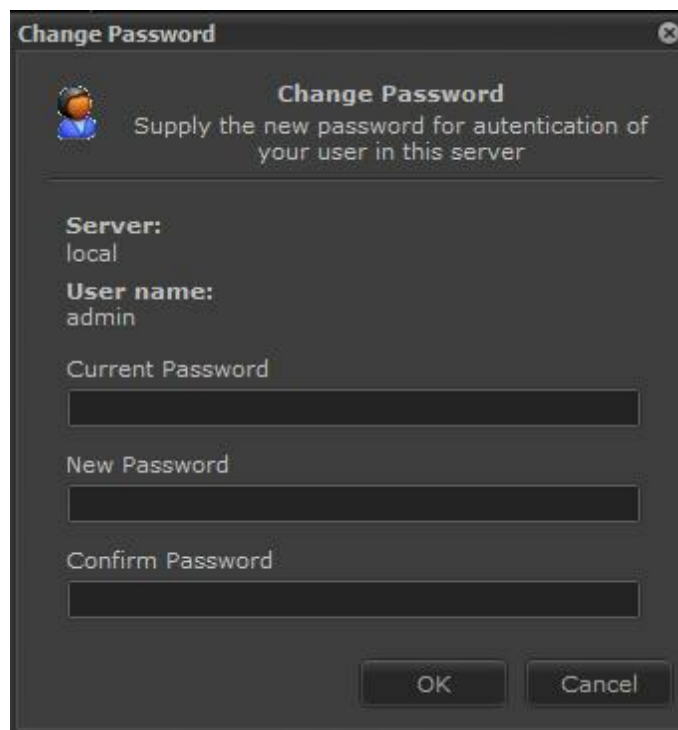 Change Password
Change Password
Supply the new password for autentication of
your user in this server
Server:
local
User name:
admin
Current Password
New Password
Confirm Password
OK
Cancel